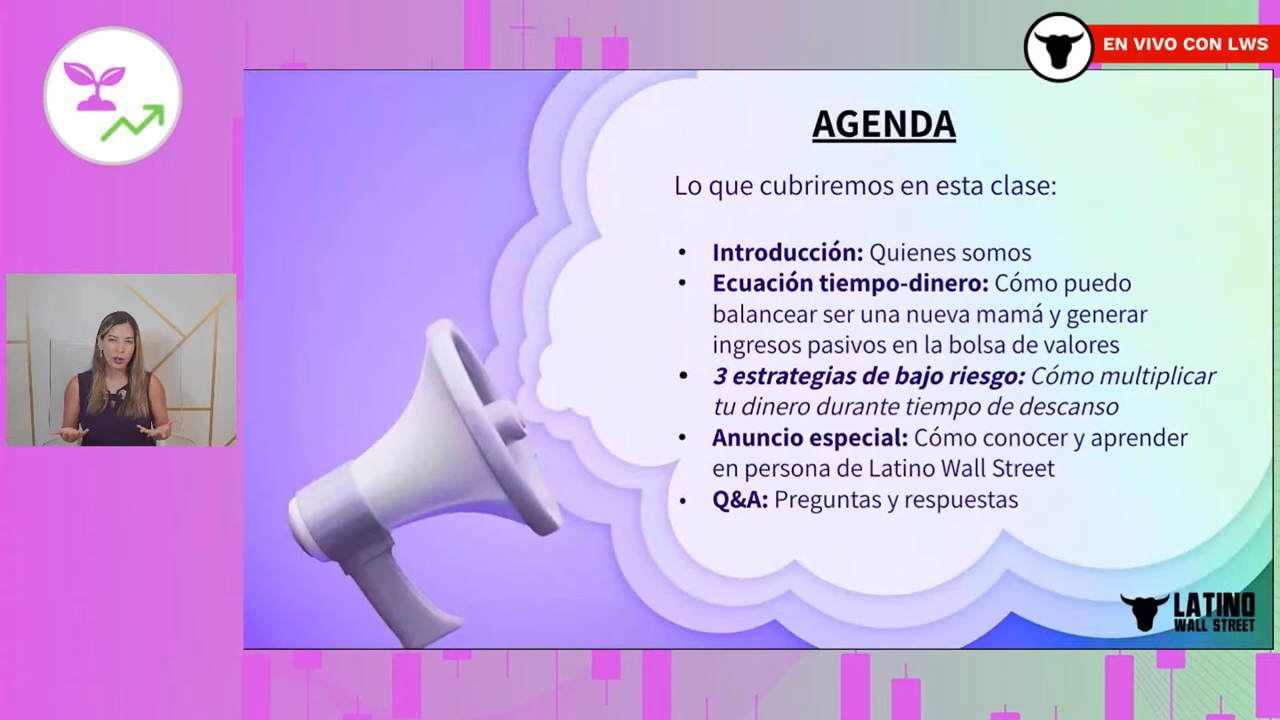 EN VIVO CON LWS
AGENDA
Lo que cubriremos en esta clase:
• Introducción: Quienes somos
• Ecuación tiempo-dinero: Cómo puedo
balancear ser una nueva mamá y generar
ingresos pasivos en la bolsa de valores
• 3 estrategias de bajo riesgo: Cómo multiplicar
tu dinero durante tiempo de descanso
• Anuncio especial: Cómo conocer y aprender
en persona de Latino Wall Street
• Q&A: Preguntas y respuestas
LATINO
WALL STREET